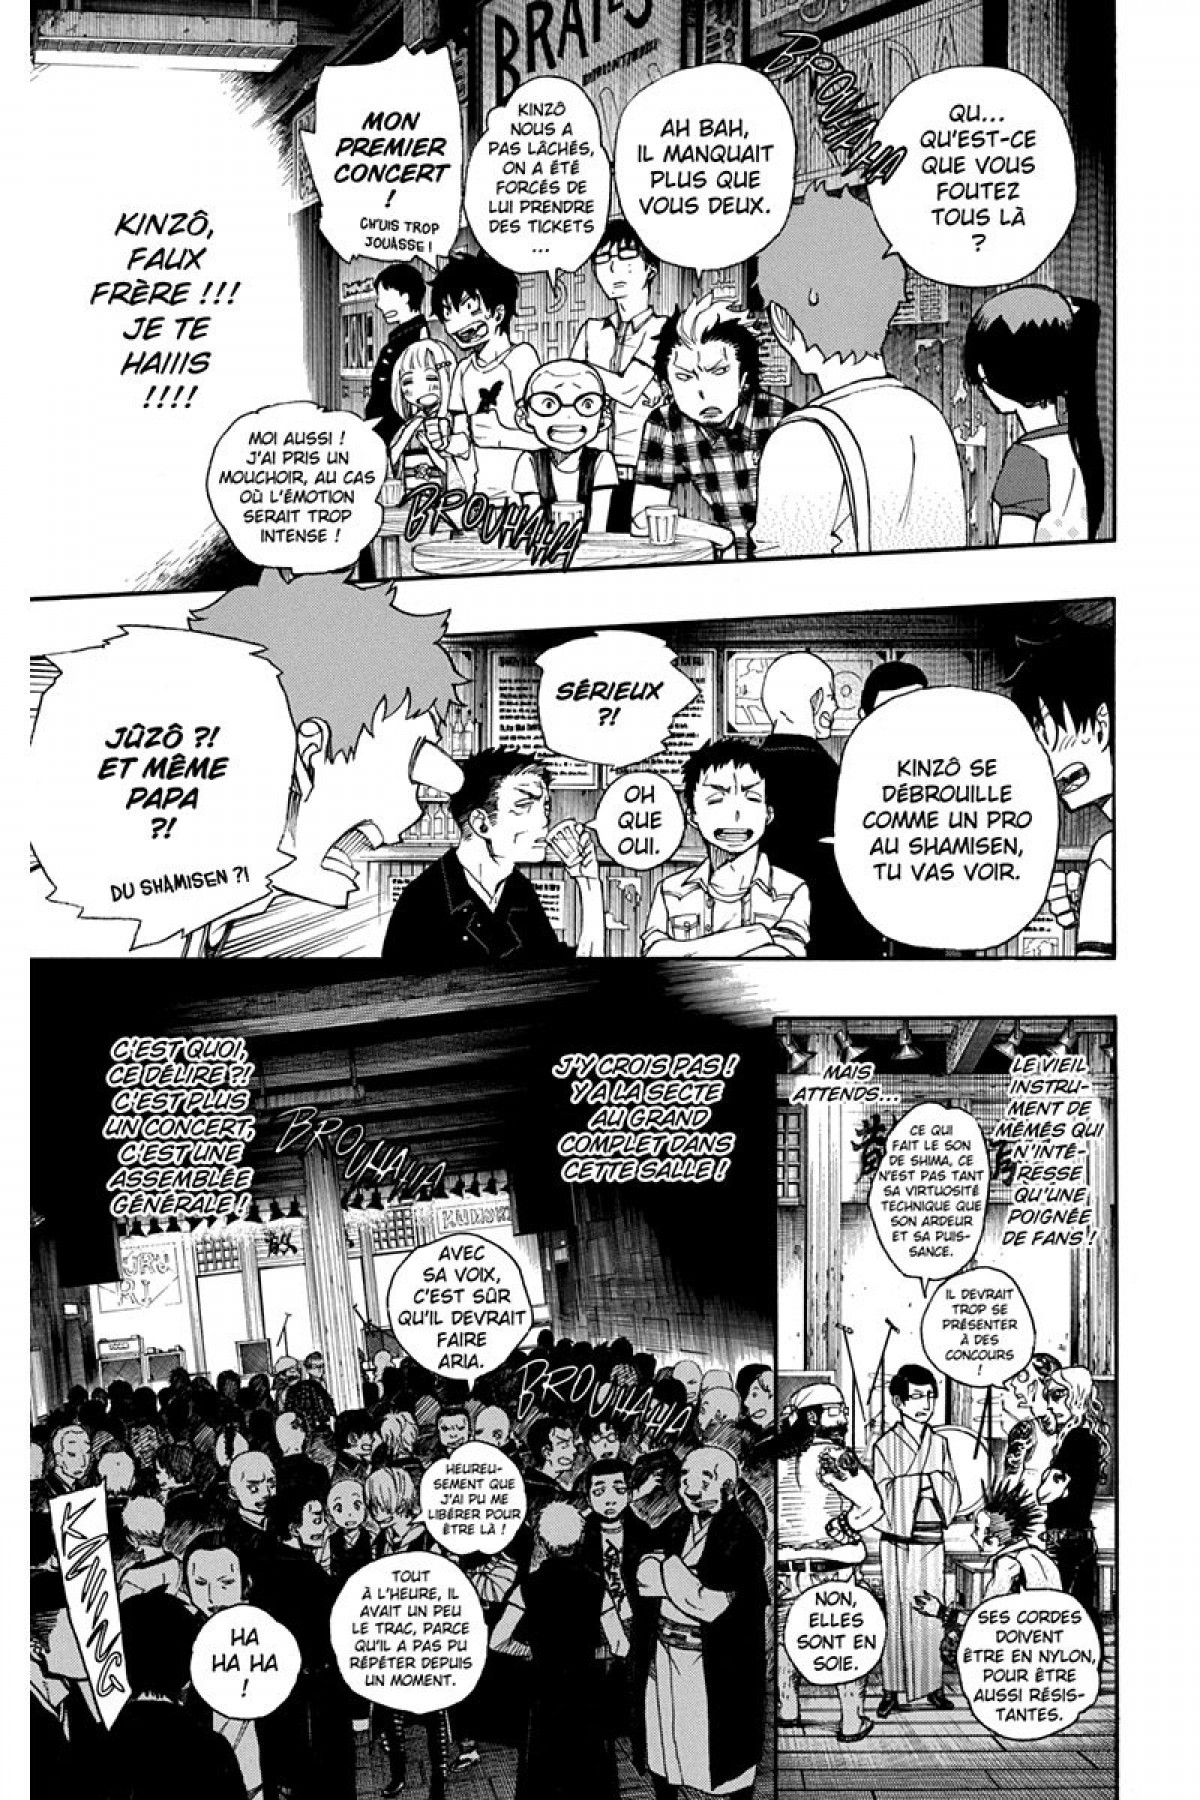 BROUHAHA
QU...
QU'EST-CE
QUE VOUS
FOUTEZ
TOUS LÀ
?
AH BAH,
IL MANQUAIT
PLUS QUE
VOUS DEUX.
KINZÔ
NOUS A
PAS LÂCHÉS,
ON A ÉTÉ
FORCÉS DE
LUI PRENDRE
DES TICKETS
...
MON
PREMIER
CONCERT
!
CH'UIS TROP
JOUASSE !
KINZÔ,
FAUX
FRÈRE !!!
JE TE
HAIIIS
!!!!
MOI AUSSI !
J'AI PRIS UN
MOUCHOIR, AU CAS
OÙ L'ÉMOTION
SERAIT TROP
INTENSE !
BROUHAHA
KINZÔ SE
DÉBROUILLE
COMME UN PRO
AU SHAMISEN,
TU VAS VOIR.
SÉRIEUX
?!
OH
QUE
OUI.
JÛZÔ ?!
ET MÊME
PAPA
?!
DU SHAMISEN ?!
LE VIEIL
INSTRU-
MENT DE
MÉMÉS QUI
N'INTÉ-
RESSE
QU'UNE
POIGNÉE
DE FANS !
MAIS
ATTENDS...
CE QUI
FAIT LE SON
DE SHIMA, CE
N'EST PAS TANT
SA VIRTUOSITÉ
TECHNIQUE QUE
SON ARDEUR
ET SA PUIS-
SANCE.
IL DEVRAIT
TROP SE
PRÉSENTER
À DES
CONCOURS
!
SES CORDES
DOIVENT
ÊTRE EN NYLON,
POUR ÊTRE
AUSSI RÉSIS-
TANTES.
NON,
ELLES
SONT EN
SOIE.
J'Y CROIS PAS !
Y A LA SECTE
AU GRAND
COMPLET DANS
CETTE SALLE !
C'EST QUOI,
CE DÉLIRE ?!
C'EST PLUS
UN CONCERT,
C'EST UNE
ASSEMBLÉE
GÉNÉRALE !
BROUHAHA
AVEC
SA VOIX,
C'EST SÛR
QU'IL DEVRAIT
FAIRE
ARIA.
BROUHAHA
HEUREU-
SEMENT QUE
J'AI PU ME
LIBÉRER POUR
ÊTRE LÀ !
TOUT
À L'HEURE, IL
AVAIT UN PEU
LE TRAC, PARCE
QU'IL A PAS PU
RÉPÉTER DEPUIS
UN MOMENT.
HA
HA HA
!